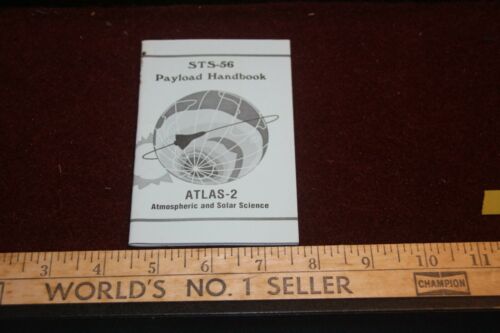 STS-56
Payload Handbook
ATLAS-2
Atmospheric and Solar Science
3 4 5 6 7 8 9 10 11
WORLD'S NO. 1 SELLER
CHAMPION